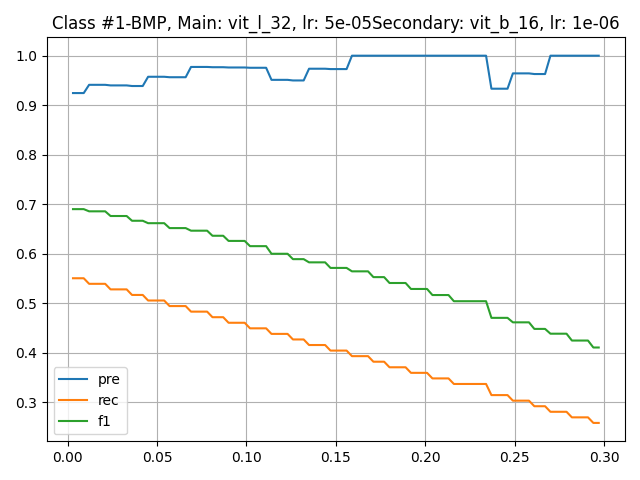 Class #1-BMP, Main: vit_l_32, lr: 5e-05Secondary: vit_b_16, lr: 1e-06
1.0
0.9
0.8
0.7
0.6
0.5
0.4
0.3
pre
rec
f1
0.00 0.05 0.10 0.15 0.20 0.25 0.30